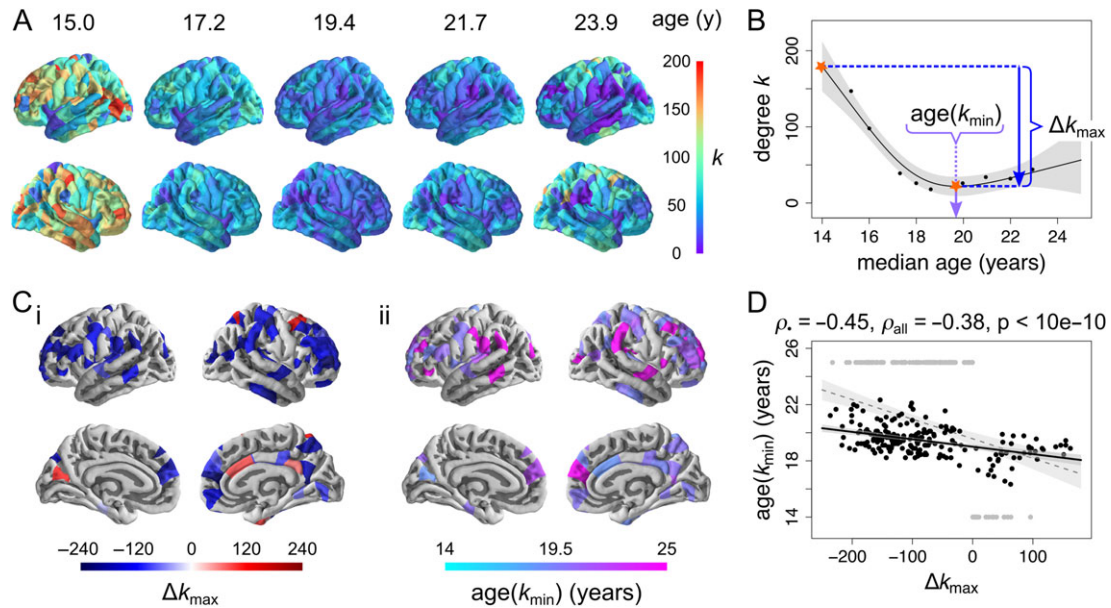 A
15.0 17.2 19.4 21.7 23.9 age (y)
200
150
100
50
0
k
B
degree k
200
100
0
age(kmin)
Δkmax
14 16 18 20 22 24
median age (years)
C i
−240 −120 0 120 240
Δkmax
ii
14 19.5 25
age(kmin) (years)
D
ρ• = −0.45, ρall = −0.38, p < 10e−10
age(kmin) (years)
26
22
18
14
−200 −100 0 100
Δkmax